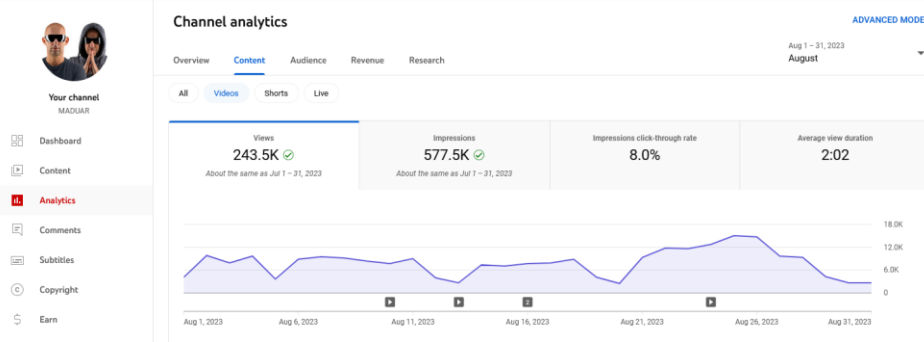 Channel analytics
ADVANCED MODE
Aug 1 – 31, 2023
August
Overview
Content
Audience
Revenue
Research
All
Videos
Shorts
Live
Your channel
MADUAR
Dashboard
Content
Analytics
Comments
Subtitles
Copyright
Earn
Views
243.5K
About the same as Jul 1 – 31, 2023
Impressions
577.5K
About the same as Jul 1 – 31, 2023
Impressions click-through rate
8.0%
Average view duration
2:02
18.0K
12.0K
6.0K
0
2
Aug 1, 2023
Aug 6, 2023
Aug 11, 2023
Aug 16, 2023
Aug 21, 2023
Aug 26, 2023
Aug 31, 2023